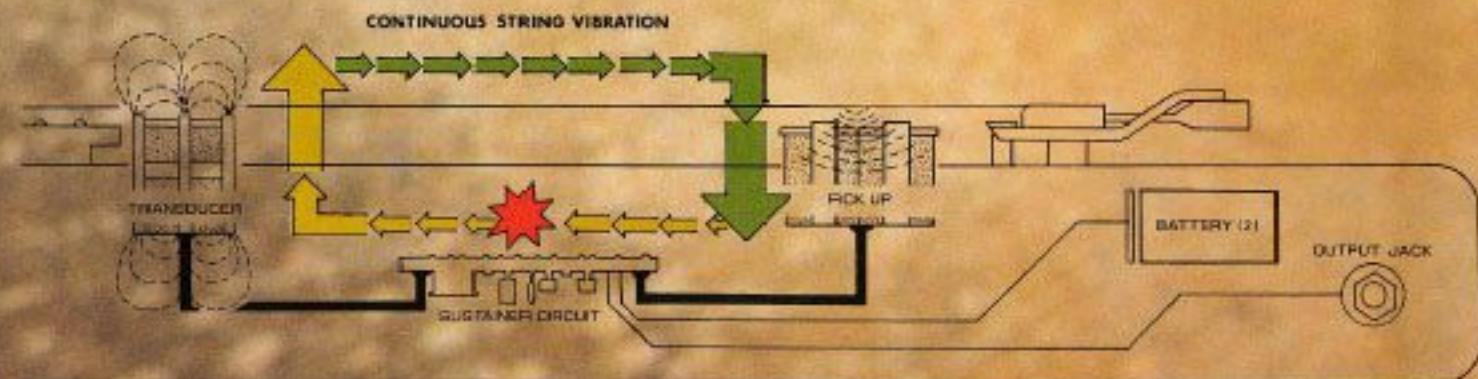 CONTINUOUS STRING VIBRATION
TRANSDUCER
PICK UP
BATTERY (2)
OUTPUT JACK
SUSTAINER CIRCUIT